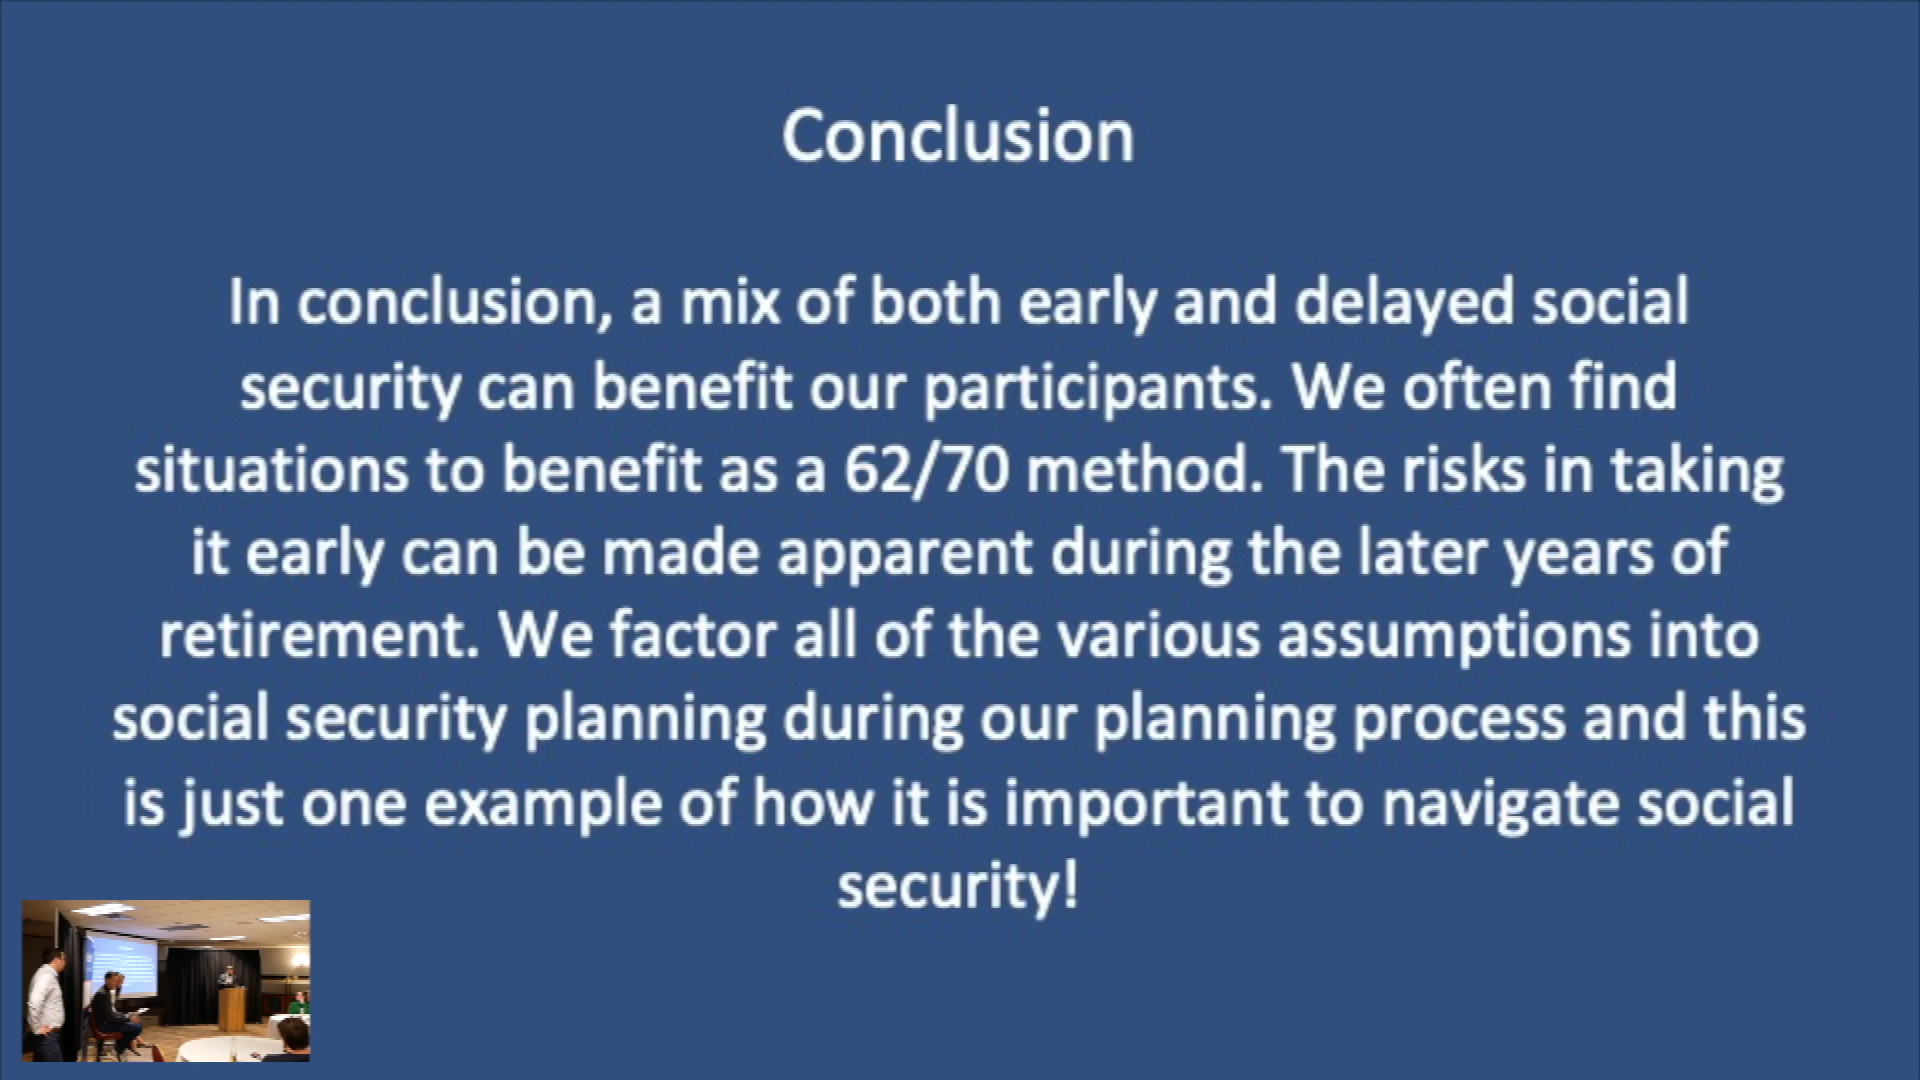 Conclusion
In conclusion, a mix of both early and delayed social
security can benefit our participants. We often find
situations to benefit as a 62/70 method. The risks in taking
it early can be made apparent during the later years of
retirement. We factor all of the various assumptions into
social security planning during our planning process and this
is just one example of how it is important to navigate social
security!